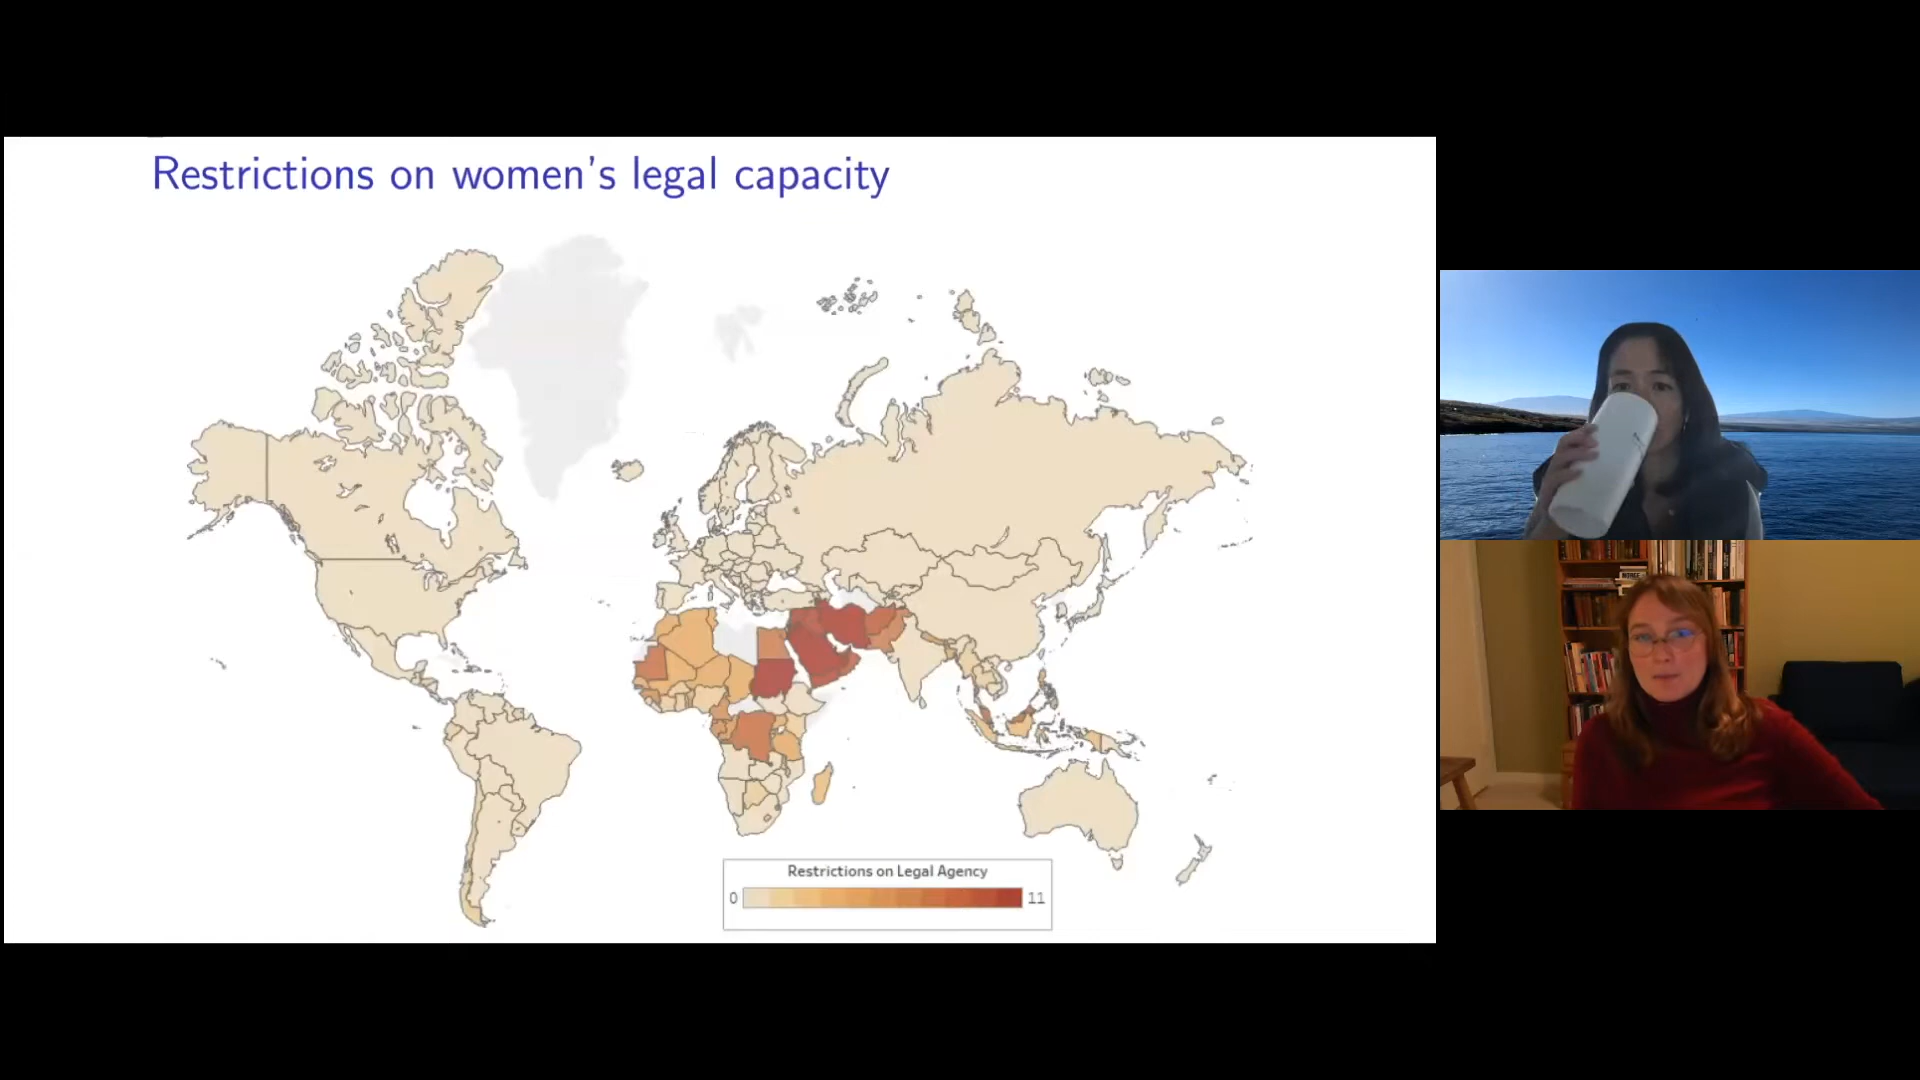 Restrictions on women's legal capacity
Restrictions on Legal Agency
0 11